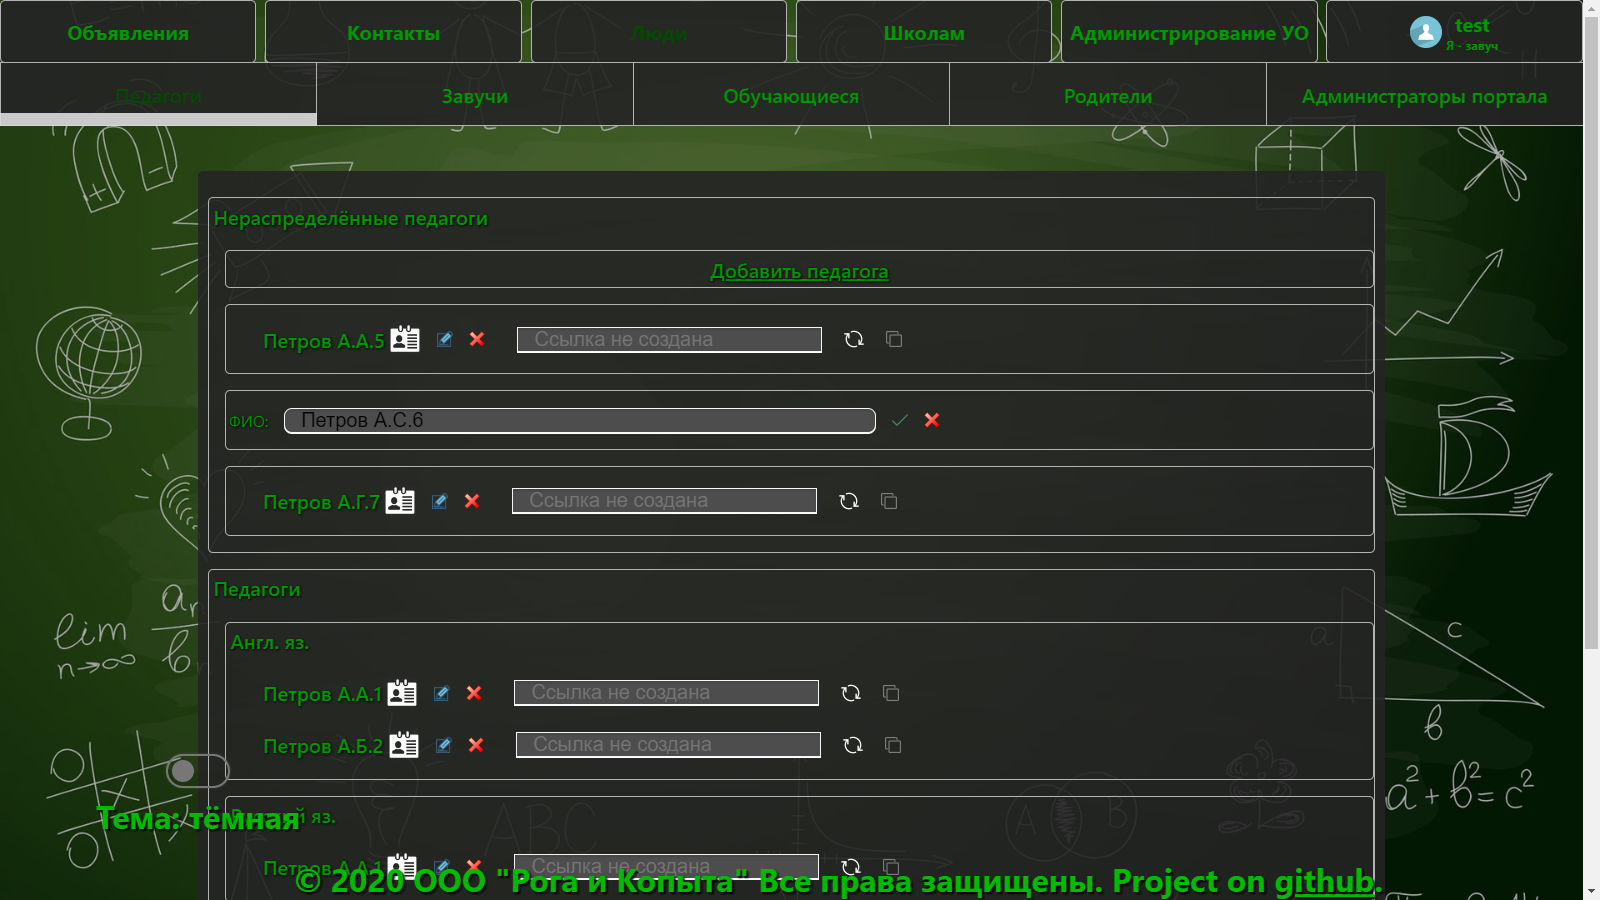 Объявления
Контакты
Люди
Школам
Администрирование УО
test
Я - завуч
Педагоги
Завучи
Обучающиеся
Родители
Администраторы портала
Нераспределённые педагоги
Добавить педагога
Петров А.А.5
Ссылка не создана
ФИО:
Петров А.С.6
Петров А.Г.7
Ссылка не создана
Педагоги
Англ. яз.
Петров А.А.1
Ссылка не создана
Петров А.Б.2
Ссылка не создана
й яз.
Тема: тёмная
Петров А.А.1
Ссылка не создана
© 2020 ООО "Рога и Копыта" Все права защищены. Project on github.
lim
n→∞
a
b
a
c
b
a²+b²=c²
A
B
ABC